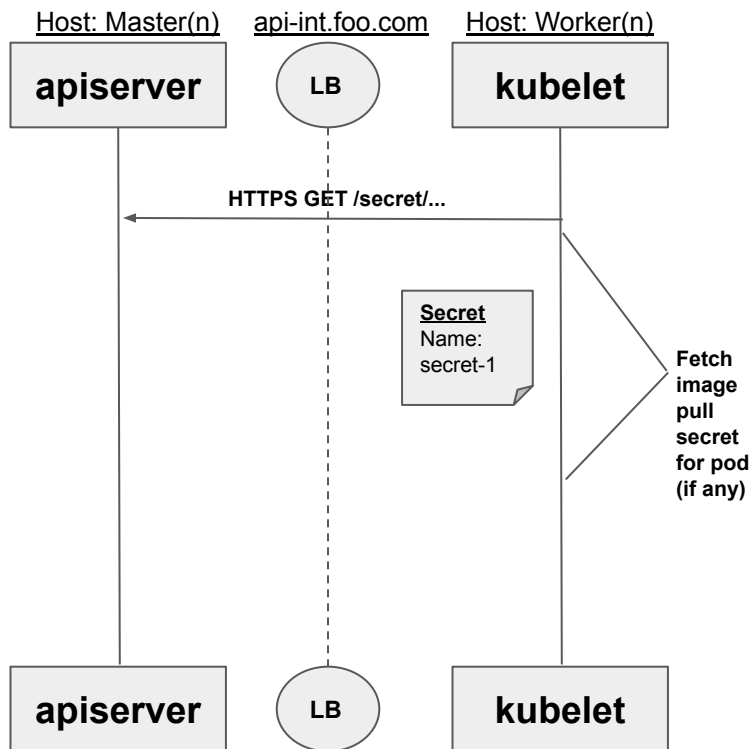 Host: Master(n)
api-int.foo.com
Host: Worker(n)
apiserver
LB
kubelet
HTTPS GET /secret/...
Secret
Name:
secret-1
Fetch
image
pull
secret
for pod
(if any)
apiserver
LB
kubelet